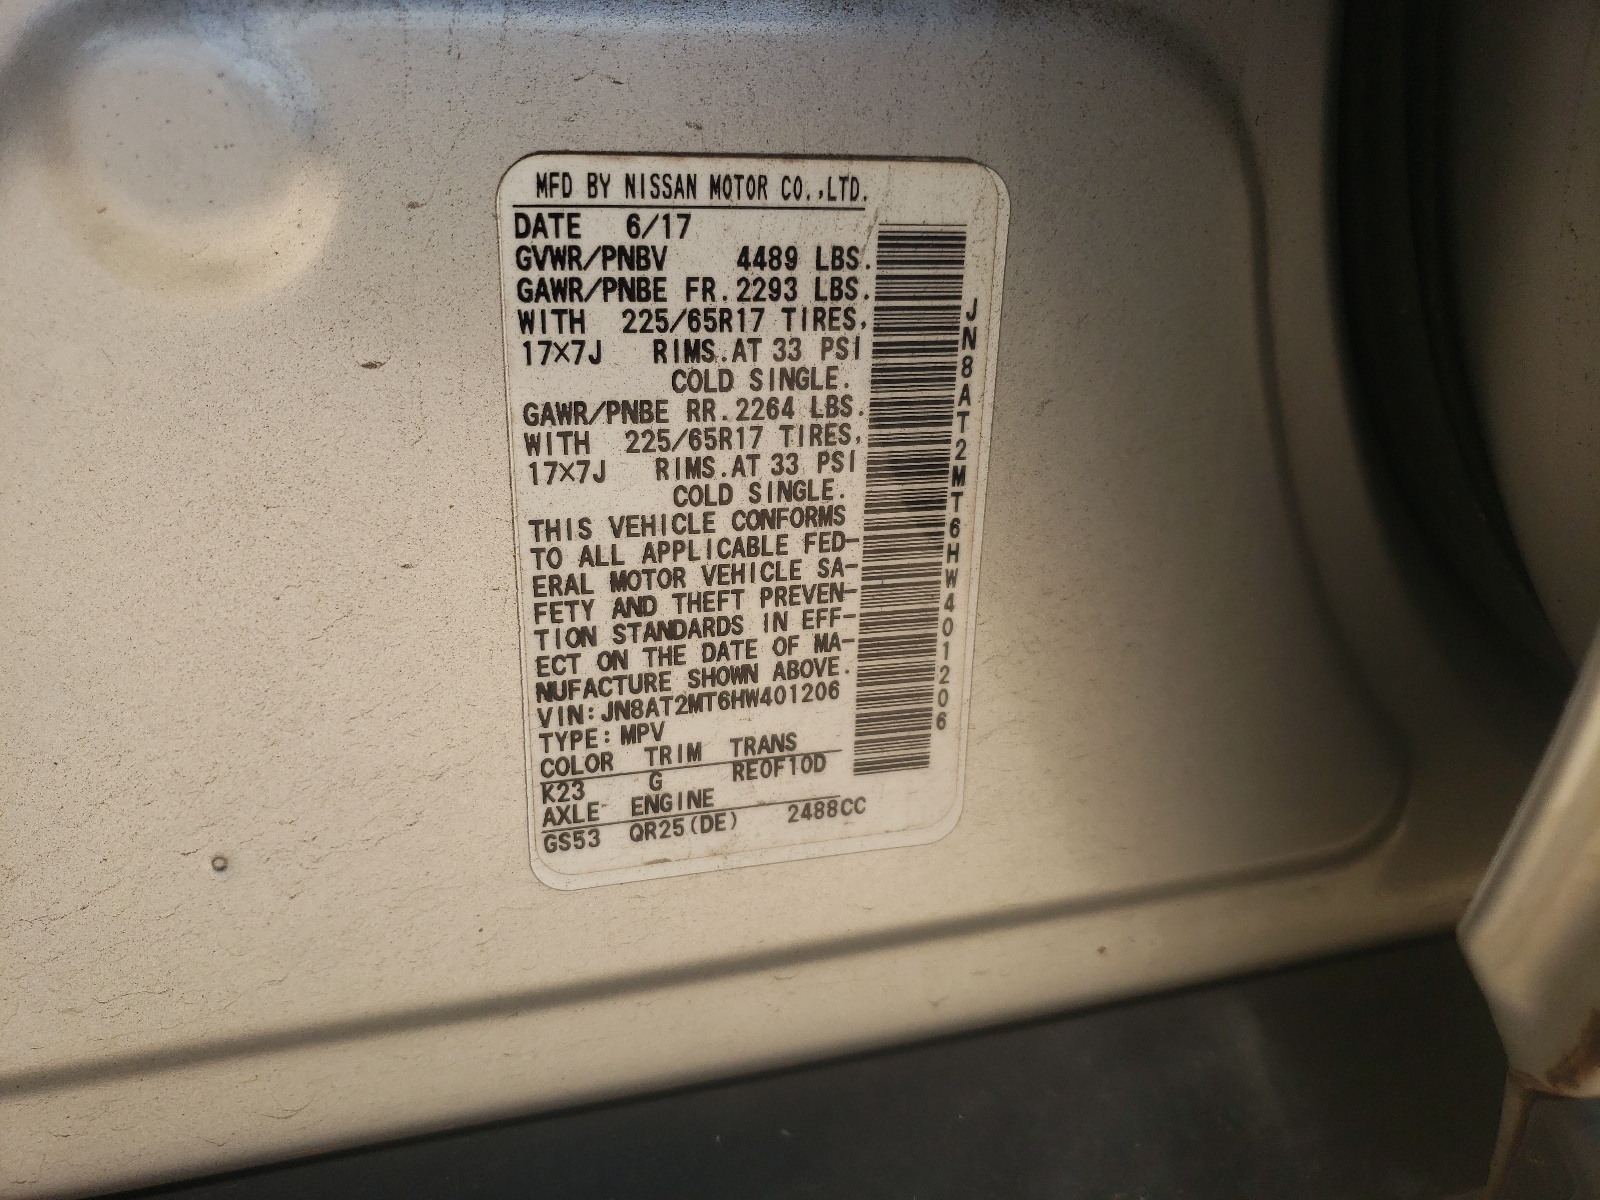 MFD BY NISSAN MOTOR CO.,LTD.
DATE 6/17
GVWR/PNBV 4489 LBS.
GAWR/PNBE FR. 2293 LBS.
WITH 225/65R17 TIRES,
17X7J RIMS. AT 33 PSI
COLD SINGLE.
GAWR/PNBE RR. 2264 LBS.
WITH 225/65R17 TIRES,
17X7J RIMS. AT 33 PSI
COLD SINGLE.
THIS VEHICLE CONFORMS
TO ALL APPLICABLE FED-
ERAL MOTOR VEHICLE SA-
FETY AND THEFT PREVEN-
TION STANDARDS IN EFF-
ECT ON THE DATE OF MA-
NUFACTURE SHOWN ABOVE.
VIN: JN8AT2MT6HW401206
TYPE: MPV
COLOR TRIM TRANS
K23 G RE0F10D
AXLE ENGINE
GS53 QR25(DE) 2488CC
JN8AT2MT6HW401206